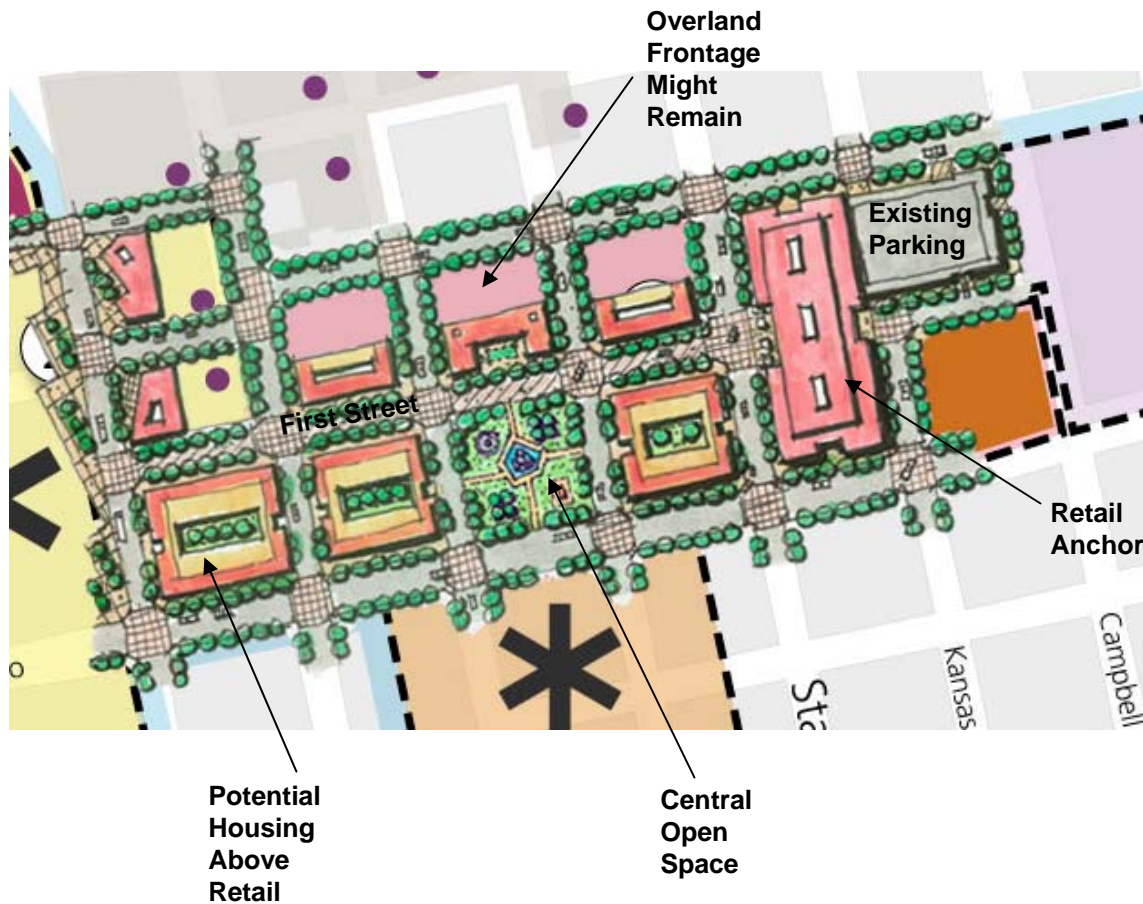 Overland
Frontage
Might
Remain
Existing
Parking
First Street
Retail
Anchor
Campbell
Kansas
Sta
o
Potential
Housing
Above
Retail
Central
Open
Space